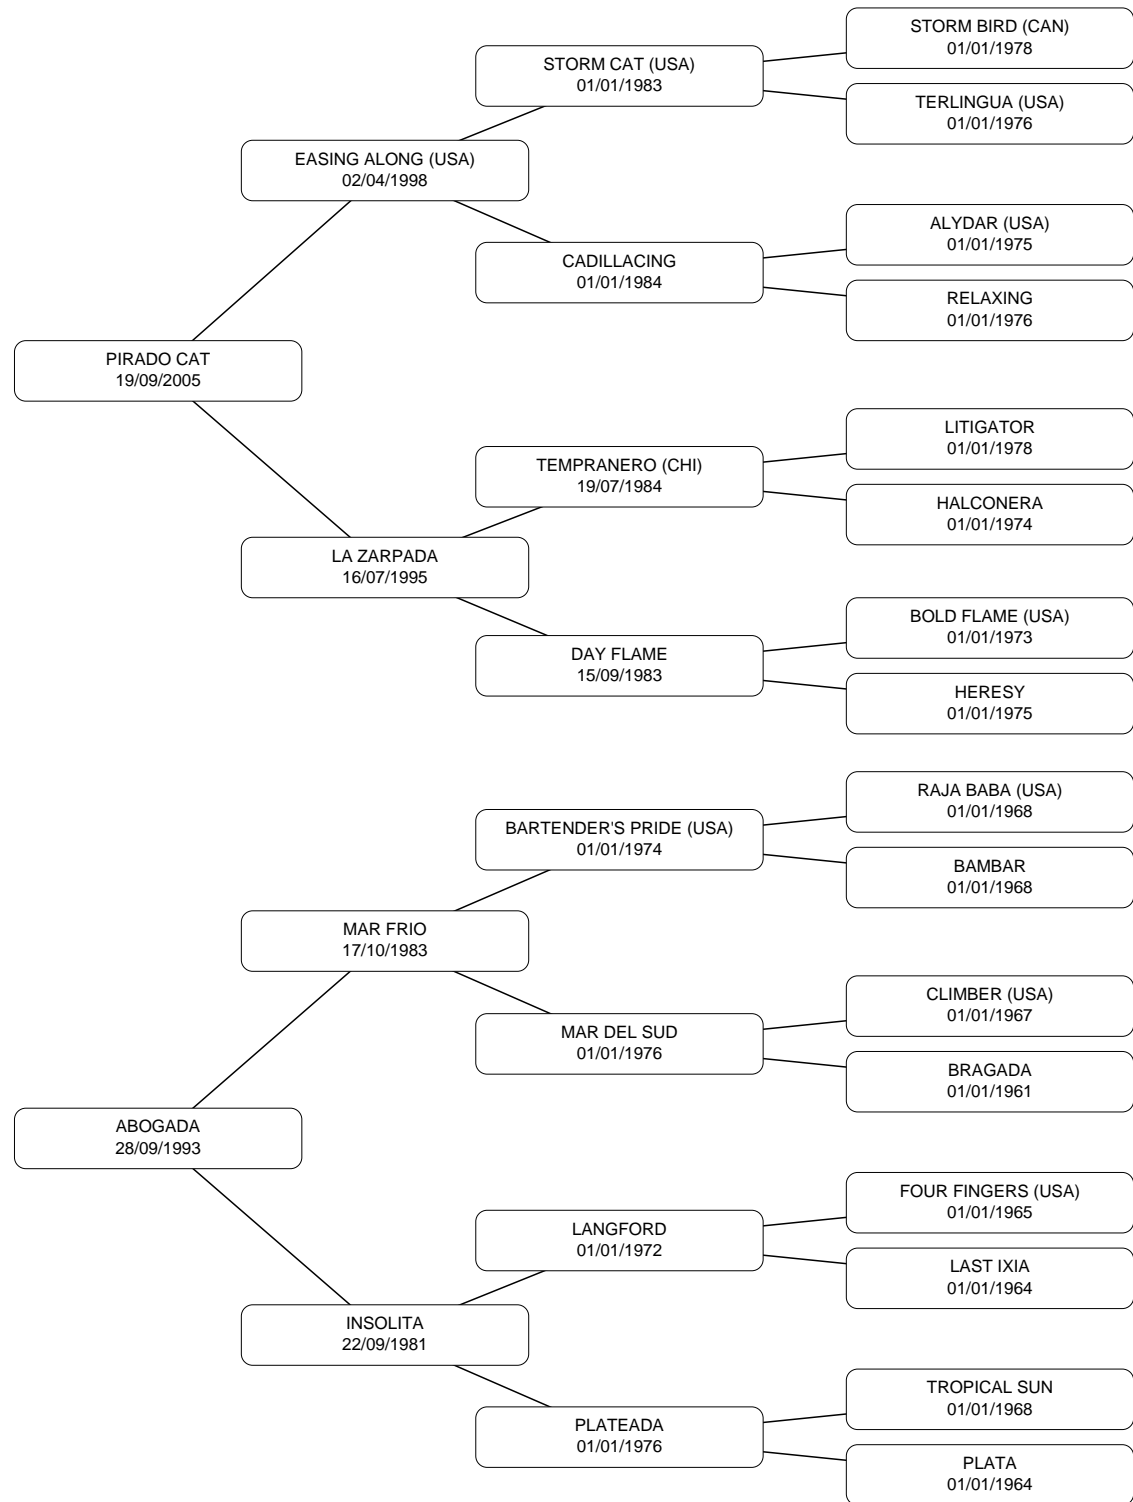 STORM BIRD (CAN)
01/01/1978
STORM CAT (USA)
01/01/1983
TERLINGUA (USA)
01/01/1976
EASING ALONG (USA)
02/04/1998
ALYDAR (USA)
01/01/1975
CADILLACING
01/01/1984
RELAXING
01/01/1976
PIRADO CAT
19/09/2005
LITIGATOR
01/01/1978
TEMPRANERO (CHI)
19/07/1984
HALCONERA
01/01/1974
LA ZARPADA
16/07/1995
BOLD FLAME (USA)
01/01/1973
DAY FLAME
15/09/1983
HERESY
01/01/1975
RAJA BABA (USA)
01/01/1968
BARTENDER'S PRIDE (USA)
01/01/1974
BAMBAR
01/01/1968
MAR FRIO
17/10/1983
CLIMBER (USA)
01/01/1967
MAR DEL SUD
01/01/1976
BRAGADA
01/01/1961
ABOGADA
28/09/1993
FOUR FINGERS (USA)
01/01/1965
LANGFORD
01/01/1972
LAST IXIA
01/01/1964
INSOLITA
22/09/1981
TROPICAL SUN
01/01/1968
PLATEADA
01/01/1976
PLATA
01/01/1964